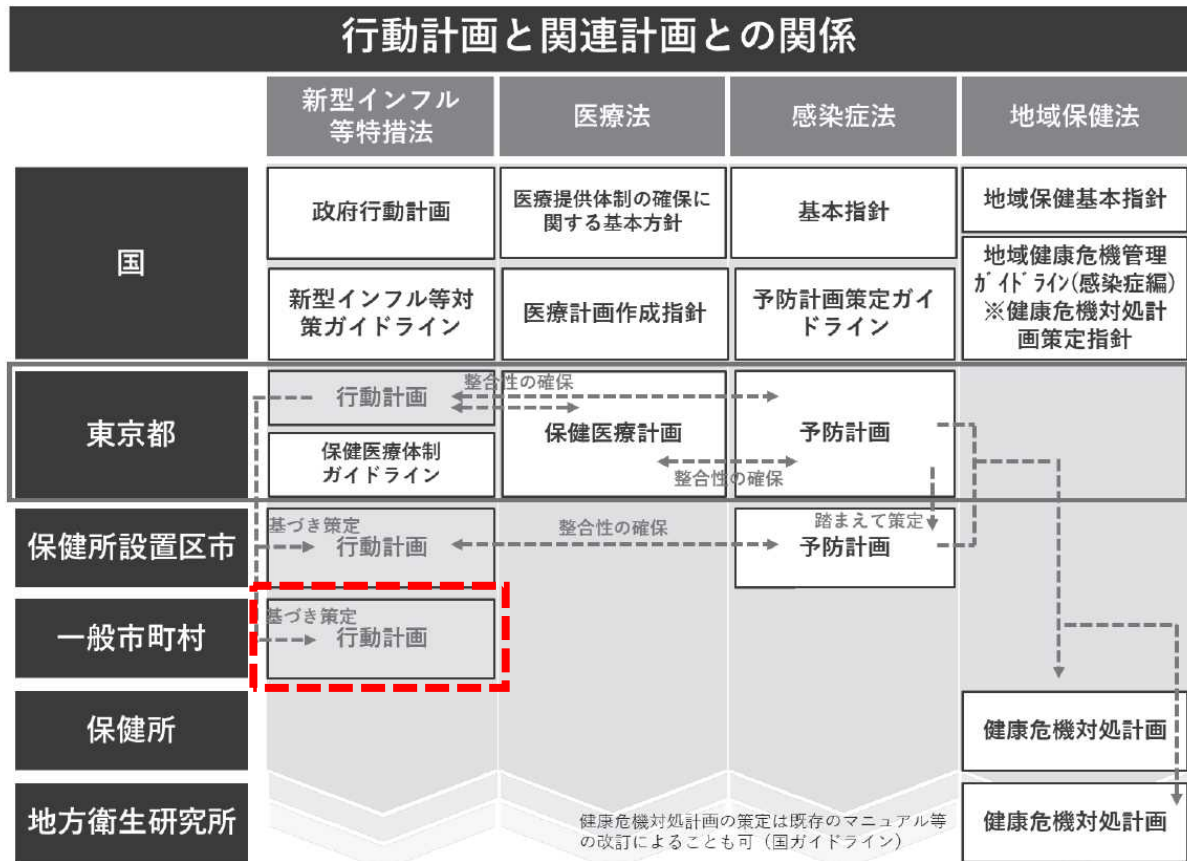 行動計画と関連計画との関係
新型インフル
等特措法
医療法
感染症法
地域保健法
国
政府行動計画
医療提供体制の確保に
関する基本方針
基本指針
地域保健基本指針
新型インフル等対
策ガイドライン
医療計画作成指針
予防計画策定ガイ
ドライン
地域健康危機管理
ｶﾞｲﾄﾞﾗｲﾝ(感染症編)
※健康危機対処計
画策定指針
東京都
行動計画
整合性の確保
保健医療体制
ガイドライン
保健医療計画
予防計画
整合性の確保
保健所設置区市
基づき策定
行動計画
整合性の確保
踏まえて策定
予防計画
一般市町村
基づき策定
行動計画
保健所
健康危機対処計画
地方衛生研究所
健康危機対処計画の策定は既存のマニュアル等
の改訂によることも可（国ガイドライン）
健康危機対処計画